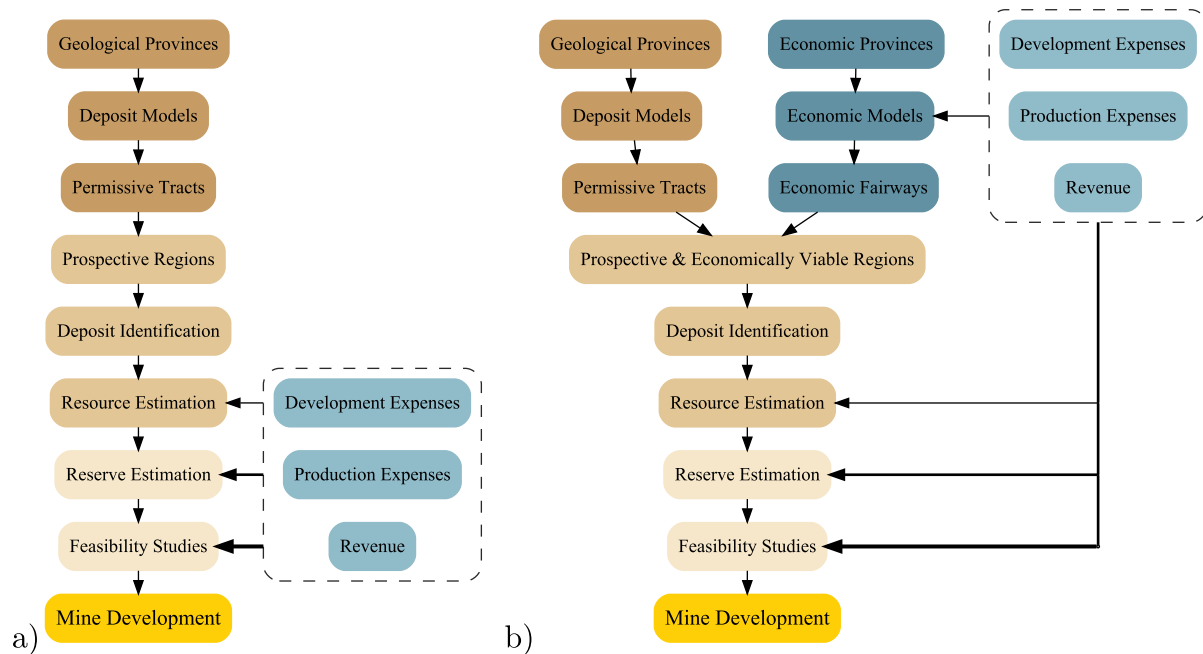 Geological Provinces
Deposit Models
Permissive Tracts
Prospective Regions
Deposit Identification
Resource Estimation
Reserve Estimation
Feasibility Studies
Mine Development
Development Expenses
Production Expenses
Revenue
a)
Geological Provinces
Deposit Models
Permissive Tracts
Economic Provinces
Economic Models
Economic Fairways
Development Expenses
Production Expenses
Revenue
Prospective & Economically Viable Regions
Deposit Identification
Resource Estimation
Reserve Estimation
Feasibility Studies
Mine Development
b)